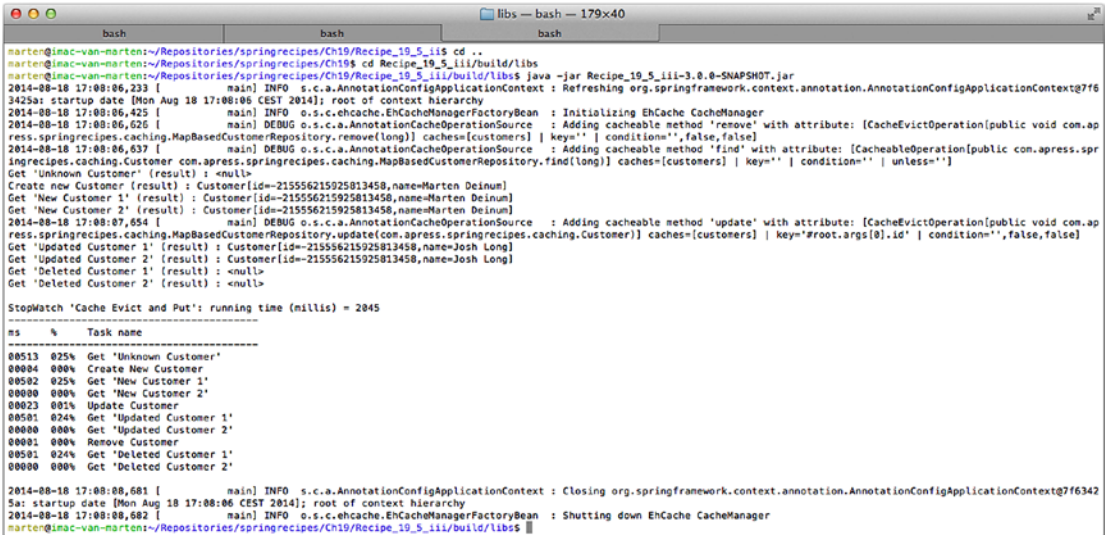 libs — bash — 179×40
bash bash bash
marten@imac-van-marten:~/Repositories/springrecipes/Ch19/Recipe_19_5_ii$ cd ..
marten@imac-van-marten:~/Repositories/springrecipes/Ch19$ cd Recipe_19_5_iii/build/libs
marten@imac-van-marten:~/Repositories/springrecipes/Ch19/Recipe_19_5_iii/build/libs$ java -jar Recipe_19_5_iii-3.0.0-SNAPSHOT.jar
2014-08-18 17:08:06,233 [ main] INFO s.c.a.AnnotationConfigApplicationContext : Refreshing org.springframework.context.annotation.AnnotationConfigApplicationContext@7f6
3425a: startup date [Mon Aug 18 17:08:06 CEST 2014]; root of context hierarchy
2014-08-18 17:08:06,425 [ main] INFO o.s.c.ehcache.EhCacheManagerFactoryBean : Initializing EhCache CacheManager
2014-08-18 17:08:06,626 [ main] DEBUG o.s.c.a.AnnotationCacheOperationSource : Adding cacheable method 'remove' with attribute: [CacheEvictOperation[public void com.ap
ress.springrecipes.caching.MapBasedCustomerRepository.remove(long)] caches=[customers] | key='' | condition='',false,false]
2014-08-18 17:08:06,637 [ main] DEBUG o.s.c.a.AnnotationCacheOperationSource : Adding cacheable method 'find' with attribute: [CacheableOperation[public com.apress.spr
ingrecipes.caching.Customer com.apress.springrecipes.caching.MapBasedCustomerRepository.find(long)] caches=[customers] | key='' | condition='' | unless='']
Get 'Unknown Customer' (result) : <null>
Create new Customer (result) : Customer[id=-215556215925813458,name=Marten Deinum]
Get 'New Customer 1' (result) : Customer[id=-215556215925813458,name=Marten Deinum]
Get 'New Customer 2' (result) : Customer[id=-215556215925813458,name=Marten Deinum]
2014-08-18 17:08:07,654 [ main] DEBUG o.s.c.a.AnnotationCacheOperationSource : Adding cacheable method 'update' with attribute: [CacheEvictOperation[public void com.ap
ress.springrecipes.caching.MapBasedCustomerRepository.update(com.apress.springrecipes.caching.Customer)] caches=[customers] | key='#root.args[0].id' | condition='',false,false]
Get 'Updated Customer 1' (result) : Customer[id=-215556215925813458,name=Josh Long]
Get 'Updated Customer 2' (result) : Customer[id=-215556215925813458,name=Josh Long]
Get 'Deleted Customer 1' (result) : <null>
Get 'Deleted Customer 2' (result) : <null>
StopWatch 'Cache Evict and Put': running time (millis) = 2045
-----------------------------------------
ms % Task name
-----------------------------------------
00513 025% Get 'Unknown Customer'
00004 000% Create New Customer
00502 025% Get 'New Customer 1'
00000 000% Get 'New Customer 2'
00023 001% Update Customer
00501 024% Get 'Updated Customer 1'
00000 000% Get 'Updated Customer 2'
00001 000% Remove Customer
00501 024% Get 'Deleted Customer 1'
00000 000% Get 'Deleted Customer 2'
2014-08-18 17:08:08,681 [ main] INFO s.c.a.AnnotationConfigApplicationContext : Closing org.springframework.context.annotation.AnnotationConfigApplicationContext@7f6342
5a: startup date [Mon Aug 18 17:08:06 CEST 2014]; root of context hierarchy
2014-08-18 17:08:08,682 [ main] INFO o.s.c.ehcache.EhCacheManagerFactoryBean : Shutting down EhCache CacheManager
marten@imac-van-marten:~/Repositories/springrecipes/Ch19/Recipe_19_5_iii/build/libs$